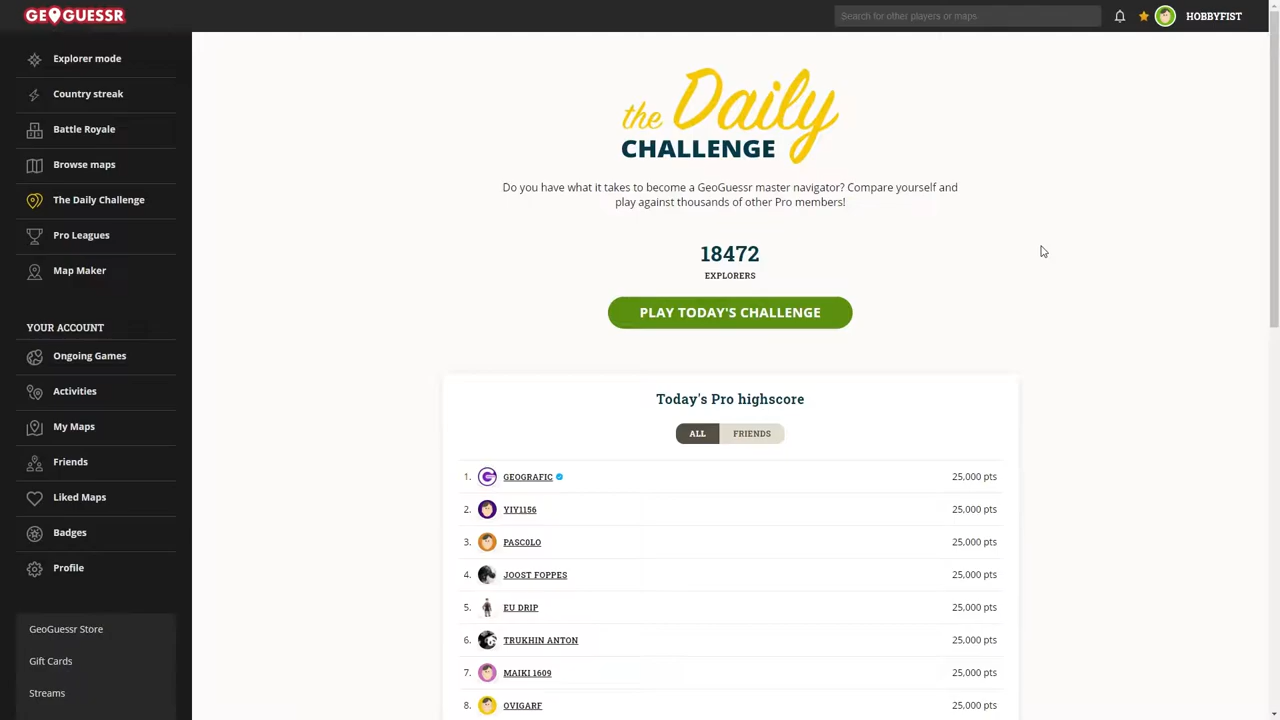 GEOGUESSR
Search for other players or maps
HOBBYFIST
Explorer mode
Country streak
Battle Royale
Browse maps
The Daily Challenge
Pro Leagues
Map Maker
YOUR ACCOUNT
Ongoing Games
Activities
My Maps
Friends
Liked Maps
Badges
Profile
GeoGuessr Store
Gift Cards
Streams
the Daily
CHALLENGE
Do you have what it takes to become a GeoGuessr master navigator? Compare yourself and
play against thousands of other Pro members!
18472
EXPLORERS
PLAY TODAY'S CHALLENGE
Today's Pro highscore
ALL FRIENDS
1. GEOGRAFIC 25,000 pts
2. YIY1156 25,000 pts
3. PASC0LO 25,000 pts
4. JOOST FOPPES 25,000 pts
5. EU DRIP 25,000 pts
6. TRUKHIN ANTON 25,000 pts
7. MAIKI 1609 25,000 pts
8. OVIGARF 25,000 pts